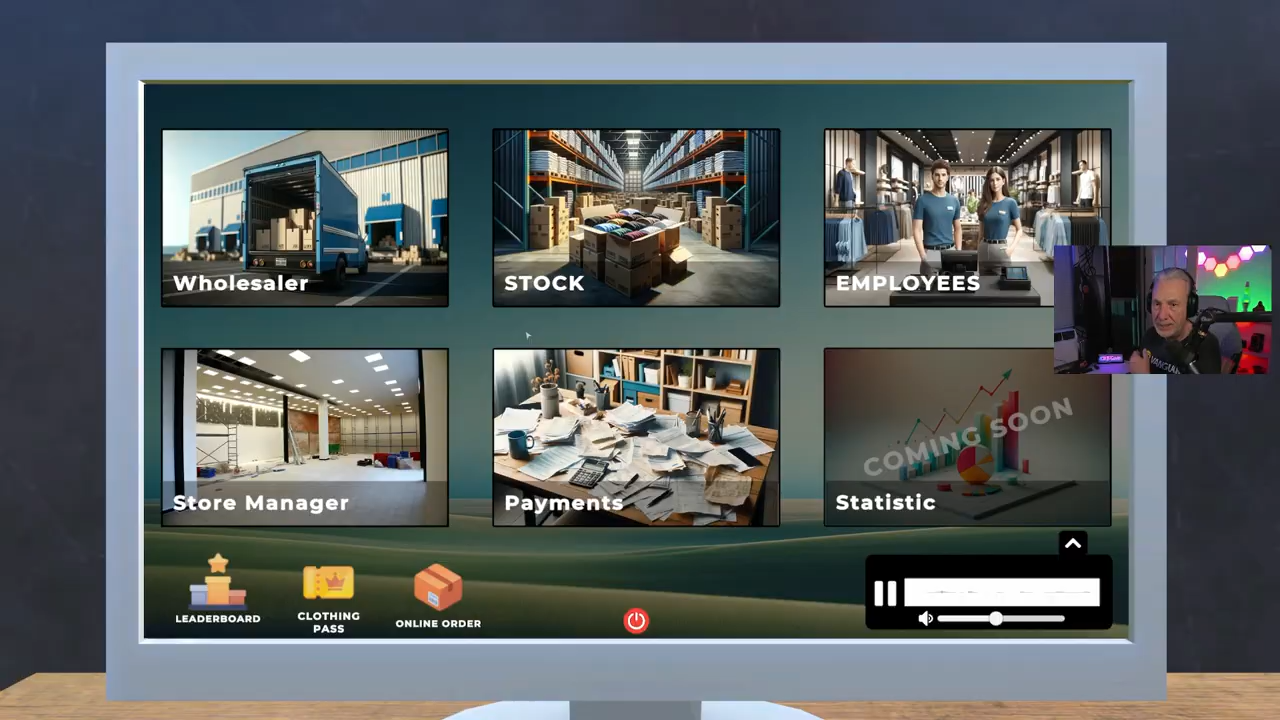 Wholesaler
STOCK
EMPLOYEES
Store Manager
Payments
COMING SOON
Statistic
LEADERBOARD
CLOTHING
PASS
ONLINE ORDER